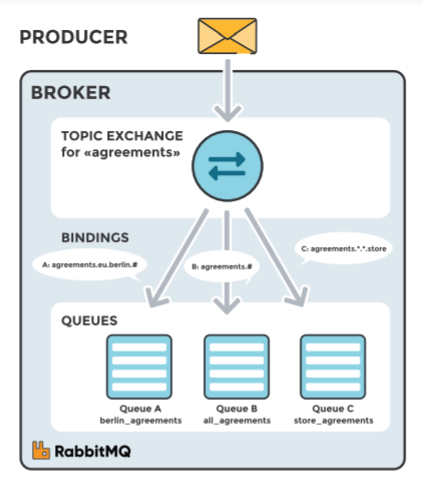 PRODUCER
BROKER
TOPIC EXCHANGE
for «agreements»
BINDINGS
A: agreements.eu.berlin.#
B: agreements.#
C: agreements.*.*.store
QUEUES
Queue A
berlin_agreements
Queue B
all_agreements
Queue C
store_agreements
RabbitMQ